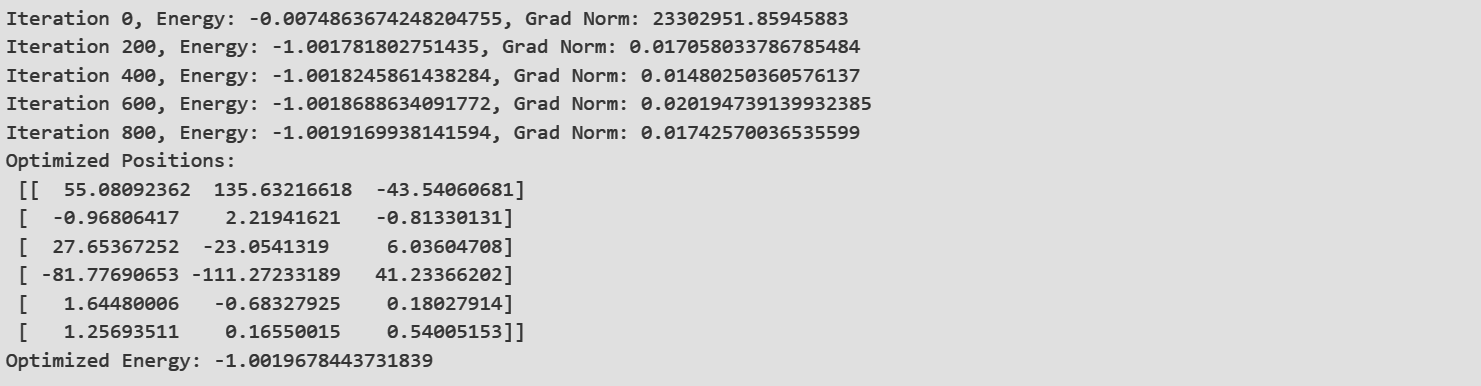 Iteration 0, Energy: -0.0074863674248204755, Grad Norm: 23302951.85945883
Iteration 200, Energy: -1.001781802751435, Grad Norm: 0.017058033786785484
Iteration 400, Energy: -1.0018245861438284, Grad Norm: 0.01480250360576137
Iteration 600, Energy: -1.0018688634091772, Grad Norm: 0.020194739139932385
Iteration 800, Energy: -1.0019169938141594, Grad Norm: 0.01742570036535599
Optimized Positions:
[[  55.08092362  135.63216618  -43.54060681]
[  -0.96806417    2.21941621   -0.81330131]
[  27.65367252  -23.0541319     6.03604708]
[ -81.77690653 -111.27233189   41.23366202]
[   1.64480006   -0.68327925    0.18027914]
[   1.25693511    0.16550015    0.54005153]]
Optimized Energy: -1.0019678443731839